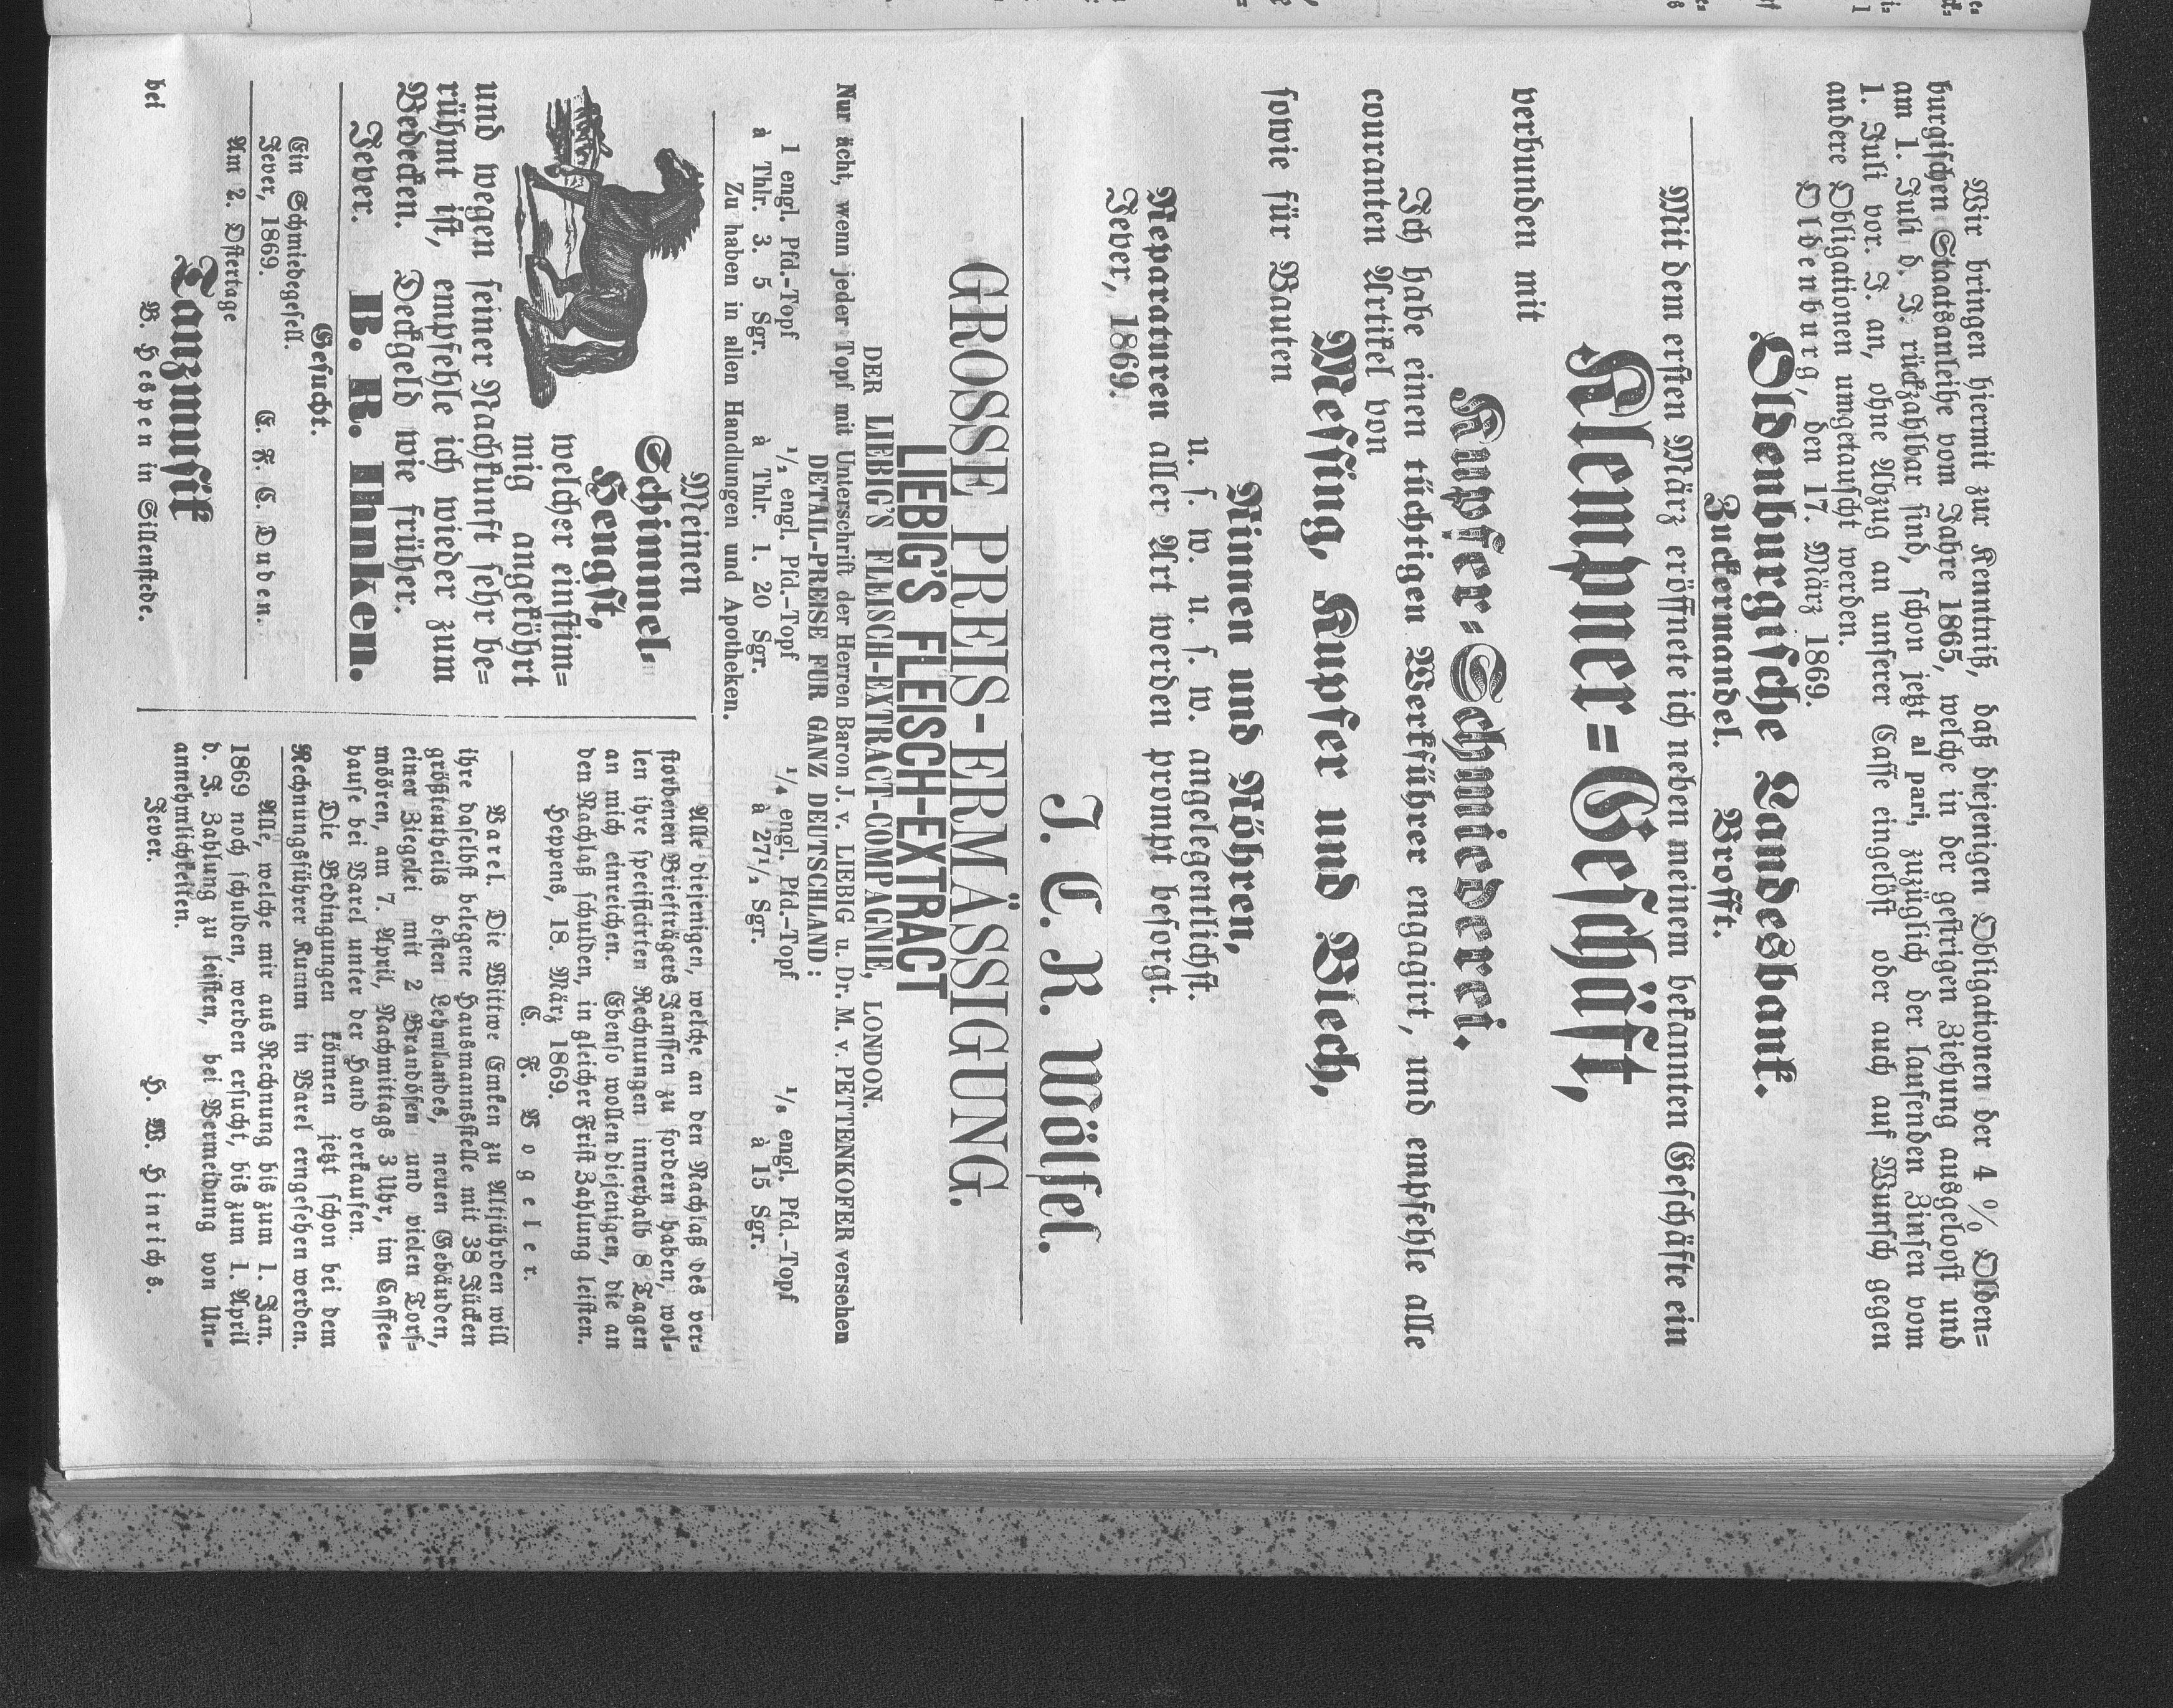 Wir bringen hiermit zur Kenntniß, daß diejenigen Obligationen der 4 % Olden=
burgischen Staatsanleihe vom Jahre 1865, welche in der gestrigen Ziehung ausgeloost und
am 1. Juli d. J. rückzahlbar sind, schon jetzt al pari, zuzüglich der laufenden Zinsen vom
1. Juli vor. J. an, ohne Abzug an unserer Casse eingelöst oder auch auf Wunsch gegen
andere Obligationen umgetauscht werden.
Oldenburg, den 17. März 1869.
Oldenburgische Landesbank.
Zuckermandel. Brofft.
Mit dem ersten März eröffnete ich neben meinem bekannten Geschäfte ein
Klempner=Geschäft,
verbunden mit
Kupfer=Schmiederei.
Ich habe einen tüchtigen Werkführer engagirt, und empfehle alle
couranten Artikel von
Messing, Kupfer und Blech,
sowie für Bauten
Rinnen und Röhren,
u. s. w. u. s. w. angelegentlichst.
Reparaturen aller Art werden prompt besorgt.
Jever, 1869.
J. C. R. Wölfel.
GROSSE PREIS-ERMÄSSIGUNG.
LIEBIG'S FLEISCH-EXTRACT
DER LIEBIG'S FLEISCH-EXTRACT-COMPAGNIE, LONDON.
Nur ächt, wenn jeder Topf mit Unterschrift der Herren Baron J. v. LIEBIG u. Dr. M. v. PETTENKOFER versehen
DETAIL-PREISE FÜR GANZ DEUTSCHLAND:
1 engl. Pfd.-Topf 1/2 engl. Pfd.-Topf 1/4 engl. Pfd.-Topf 1/8 engl. Pfd.-Topf
à Thlr. 3. 5 Sgr. à Thlr. 1. 20 Sgr. à 27 1/2 Sgr. à 15 Sgr.
Zu haben in allen Handlungen und Apotheken.
Meinen
Schimmel=
Hengst,
welcher einstim=
mig angeköhrt
und wegen seiner Nachkunft sehr be=
rühmt ist, empfehle ich wieder zum
Bedecken. Deckgeld wie früher.
Jever. B. R. Ihnken.
Gesucht.
Ein Schmiedegesell.
Jever, 1869. C. F. C. Duden.
Am 2. Ostertage
Tanzmusik
bei B. Hespen in Sillenstede.
Alle diejenigen, welche an den Nachlaß des ver=
storbenen Briefträgers Janssen zu fordern haben, wol=
len ihre specificirten Rechnungen innerhalb 8 Tagen
an mich einreichen. Ebenso wollen diejenigen, die an
den Nachlaß schulden, in gleicher Frist Zahlung leisten.
Heppens, 18. März 1869.
C. F. Vogeler.
Varel. Die Wittwe Emken zu Altjührden will
ihre daselbst belegene Hausmannsstelle mit 38 Jücken
größtentheils besten Lehmlandes, neuen Gebäuden,
einer Ziegelei mit 2 Brandöfen und vielen Torf=
möören, am 7. April, Nachmittags 3 Uhr, im Caffee=
hause bei Varel unter der Hand verkaufen.
Die Bedingungen können jetzt schon bei dem
Rechnungsführer Kumm in Varel erngesehen werden.
Alle, welche mir aus Rechnung bis zum 1. Jan.
1869 noch schulden, werden ersucht, bis zum 1. April
d. J. Zahlung zu leisten, bei Vermeidung von Un=
annehmlichkeiten.
Jever. H. W. Hinrichs.